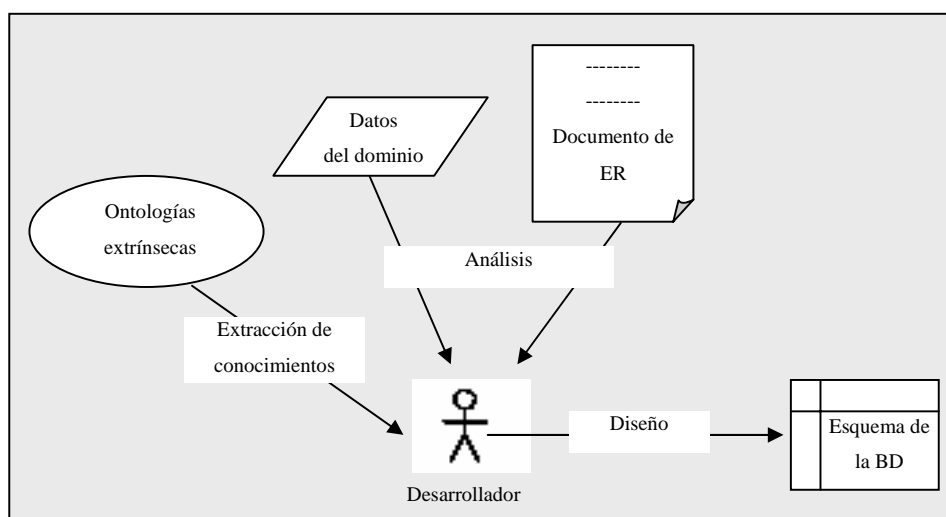 --------
--------
Documento de
ER
Datos
del dominio
Ontologías
extrínsecas
Análisis
Extracción de
conocimientos
Diseño
Esquema de
la BD
Desarrollador